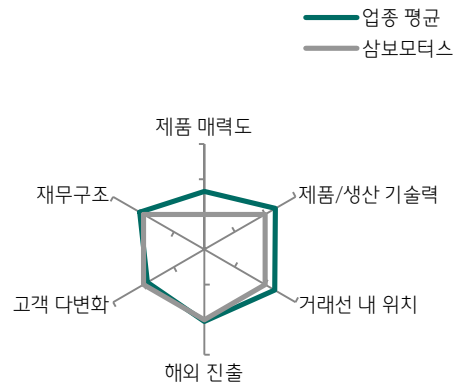 업종 평균
삼보모터스
제품 매력도
재무구조
제품/생산 기술력
고객 다변화
거래선 내 위치
해외 진출